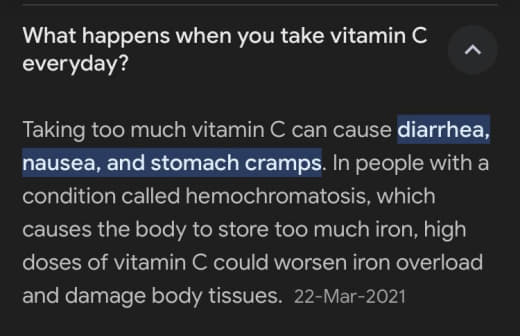 What happens when you take vitamin C
everyday?
Taking too much vitamin C can cause diarrhea,
nausea, and stomach cramps. In people with a
condition called hemochromatosis, which
causes the body to store too much iron, high
doses of vitamin C could worsen iron overload
and damage body tissues. 22-Mar-2021